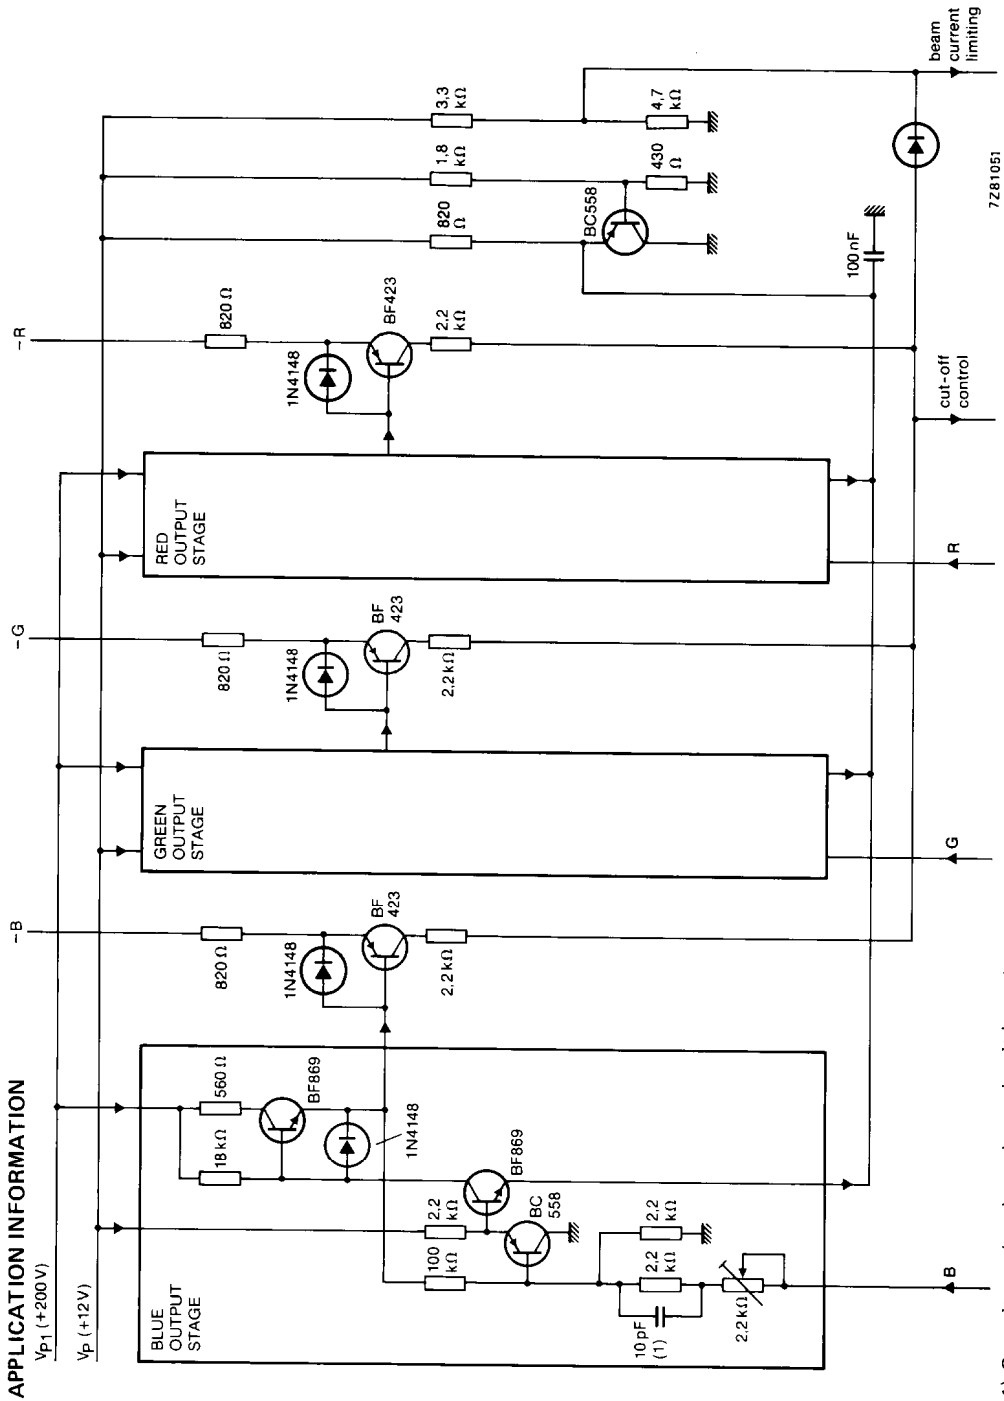 APPLICATION INFORMATION
VP1 (+200 V)
VP (+12 V)
BLUE
OUTPUT
STAGE
18 kΩ
560 Ω
BF869
1N4148
2,2
kΩ
100
kΩ
BF869
BC
558
2,2
kΩ
2,2
kΩ
10 pF
(1)
2,2 kΩ
B
–B
820 Ω
1N4148
BF
423
2,2 kΩ
GREEN
OUTPUT
STAGE
G
–G
820 Ω
1N4148
BF
423
2,2 kΩ
RED
OUTPUT
STAGE
R
–R
820 Ω
1N4148
BF423
2,2
kΩ
cut-off
control
820
Ω
1,8
kΩ
3,3
kΩ
BC558
430
Ω
4,7
kΩ
100 nF
beam
current
limiting
7Z81051